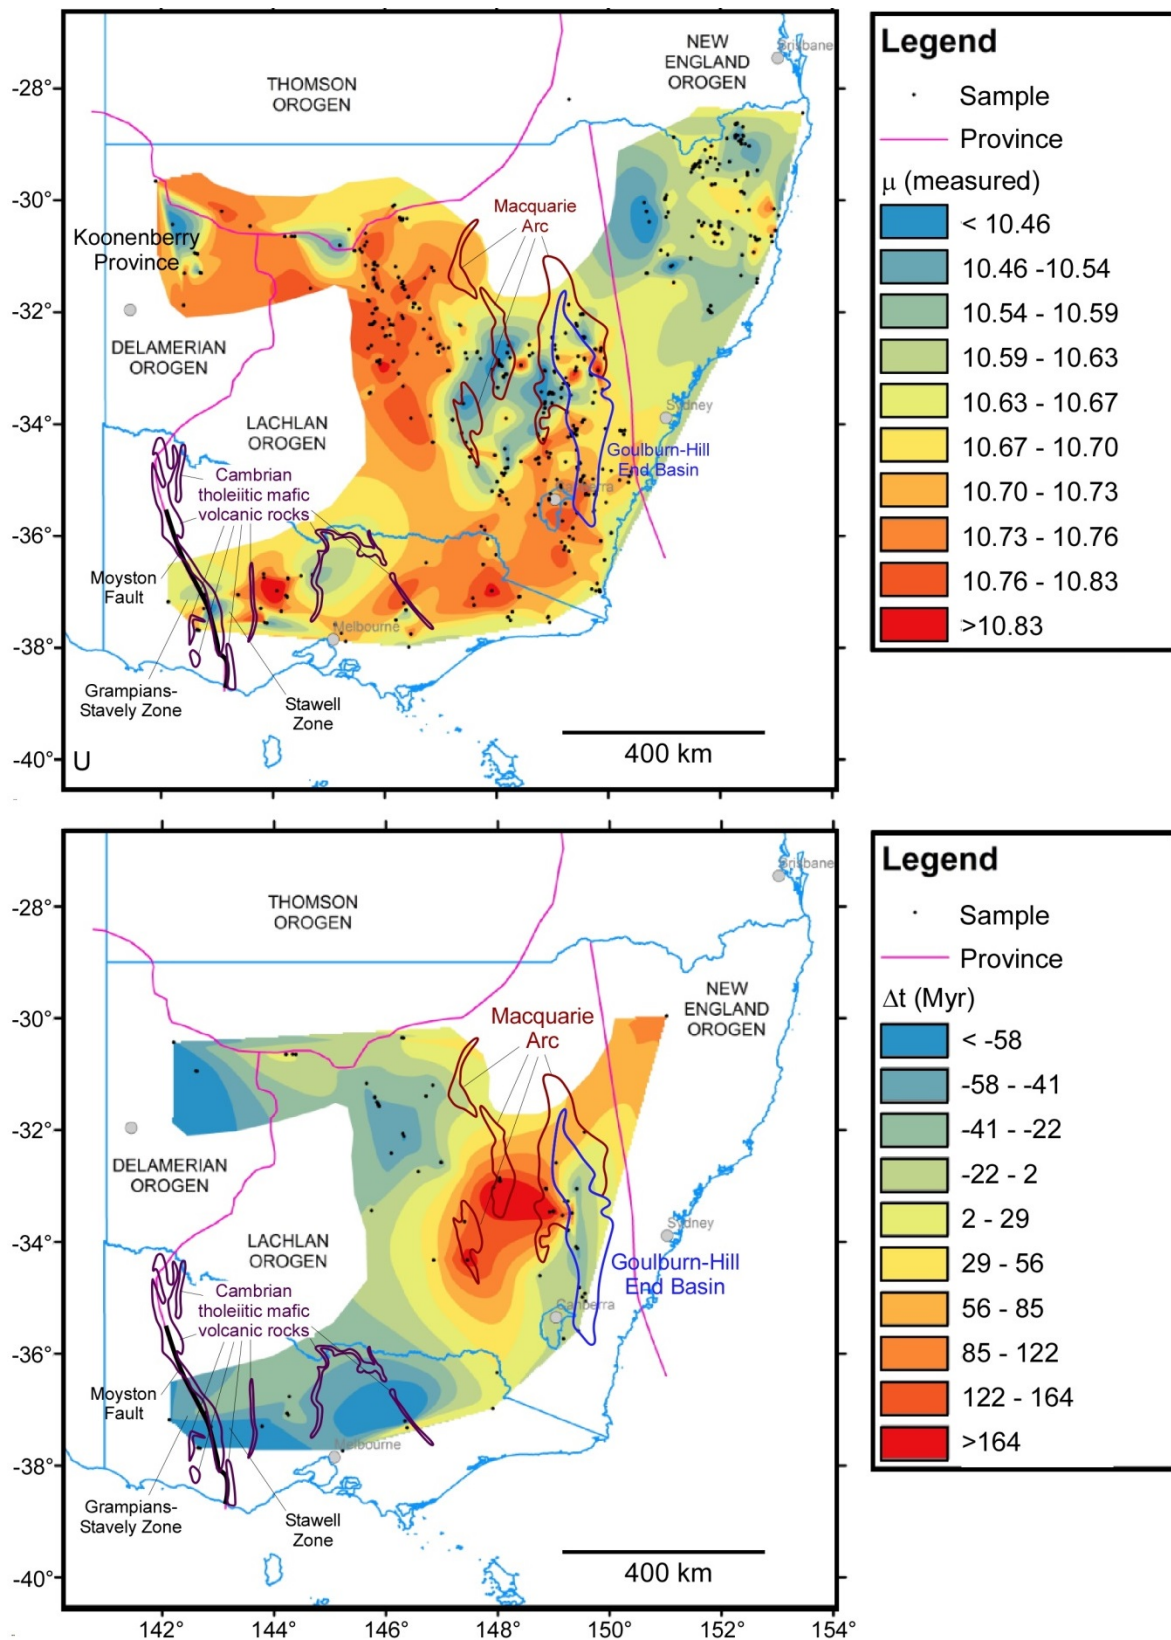 THOMSON
OROGEN
NEW
ENGLAND
OROGEN
Brisbane
-28°
-30°
-32°
-34°
-36°
-38°
-40°
Koonenberry
Province
Macquarie
Arc
DELAMERIAN
OROGEN
LACHLAN
OROGEN
Sydney
Cambrian
tholeiitic mafic
volcanic rocks
Goulburn-Hill
End Basin
Canberra
Moyston
Fault
Melbourne
Grampians-
Stavely Zone
Stawell
Zone
U
400 km
Legend
Sample
Province
μ (measured)
< 10.46
10.46 -10.54
10.54 - 10.59
10.59 - 10.63
10.63 - 10.67
10.67 - 10.70
10.70 - 10.73
10.73 - 10.76
10.76 - 10.83
>10.83
THOMSON
OROGEN
Brisbane
NEW
ENGLAND
OROGEN
-28°
-30°
-32°
-34°
-36°
-38°
-40°
Macquarie
Arc
DELAMERIAN
OROGEN
LACHLAN
OROGEN
Sydney
Cambrian
tholeiitic mafic
volcanic rocks
Goulburn-Hill
End Basin
Canberra
Moyston
Fault
Melbourne
Grampians-
Stavely Zone
Stawell
Zone
400 km
142°
144°
146°
148°
150°
152°
154°
Legend
Sample
Province
Δt (Myr)
< -58
-58 - -41
-41 - -22
-22 - 2
2 - 29
29 - 56
56 - 85
85 - 122
122 - 164
>164